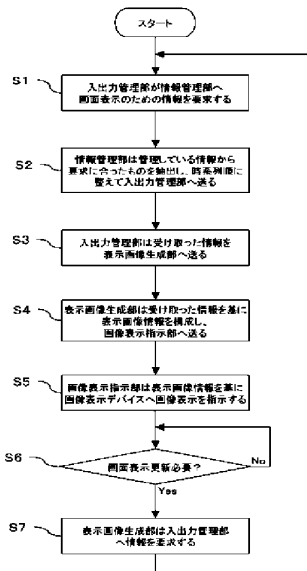 スタート
S1
入出力管理部が情報管理部へ
画面表示のための情報を要求する
S2
情報管理部は管理している情報から
要求に合ったものを抽出し、時系列順に
整えて入出力管理部へ送る
S3
入出力管理部は受け取った情報を
表示画像生成部へ送る
S4
表示画像生成部は受け取った情報を基に
表示画像情報を構成し、
画像表示指示部へ送る
S5
画像表示指示部は表示画像情報を基に
画像表示デバイスへ画像表示を指示する
S6
画面表示更新必要？
No
Yes
S7
表示画像生成部は入出力管理部
へ情報を要求する